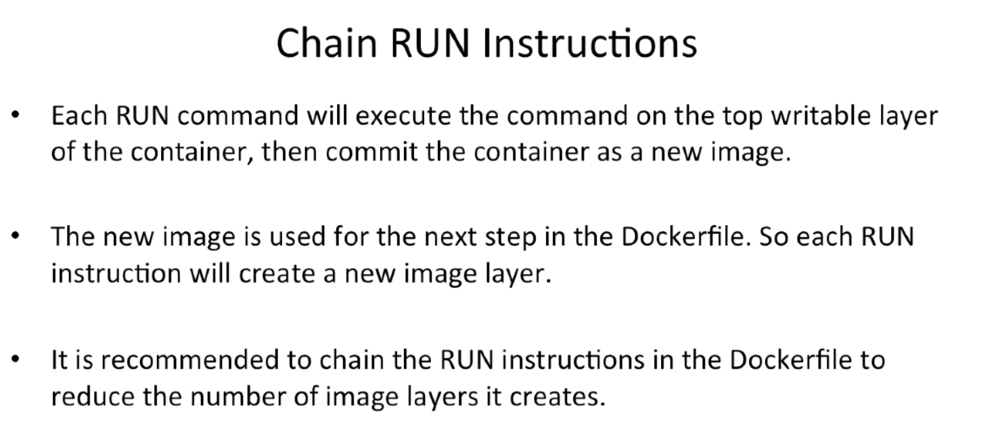 Chain RUN Instructions
• Each RUN command will execute the command on the top writable layer
of the container, then commit the container as a new image.
• The new image is used for the next step in the Dockerfile. So each RUN
instruction will create a new image layer.
• It is recommended to chain the RUN instructions in the Dockerfile to
reduce the number of image layers it creates.